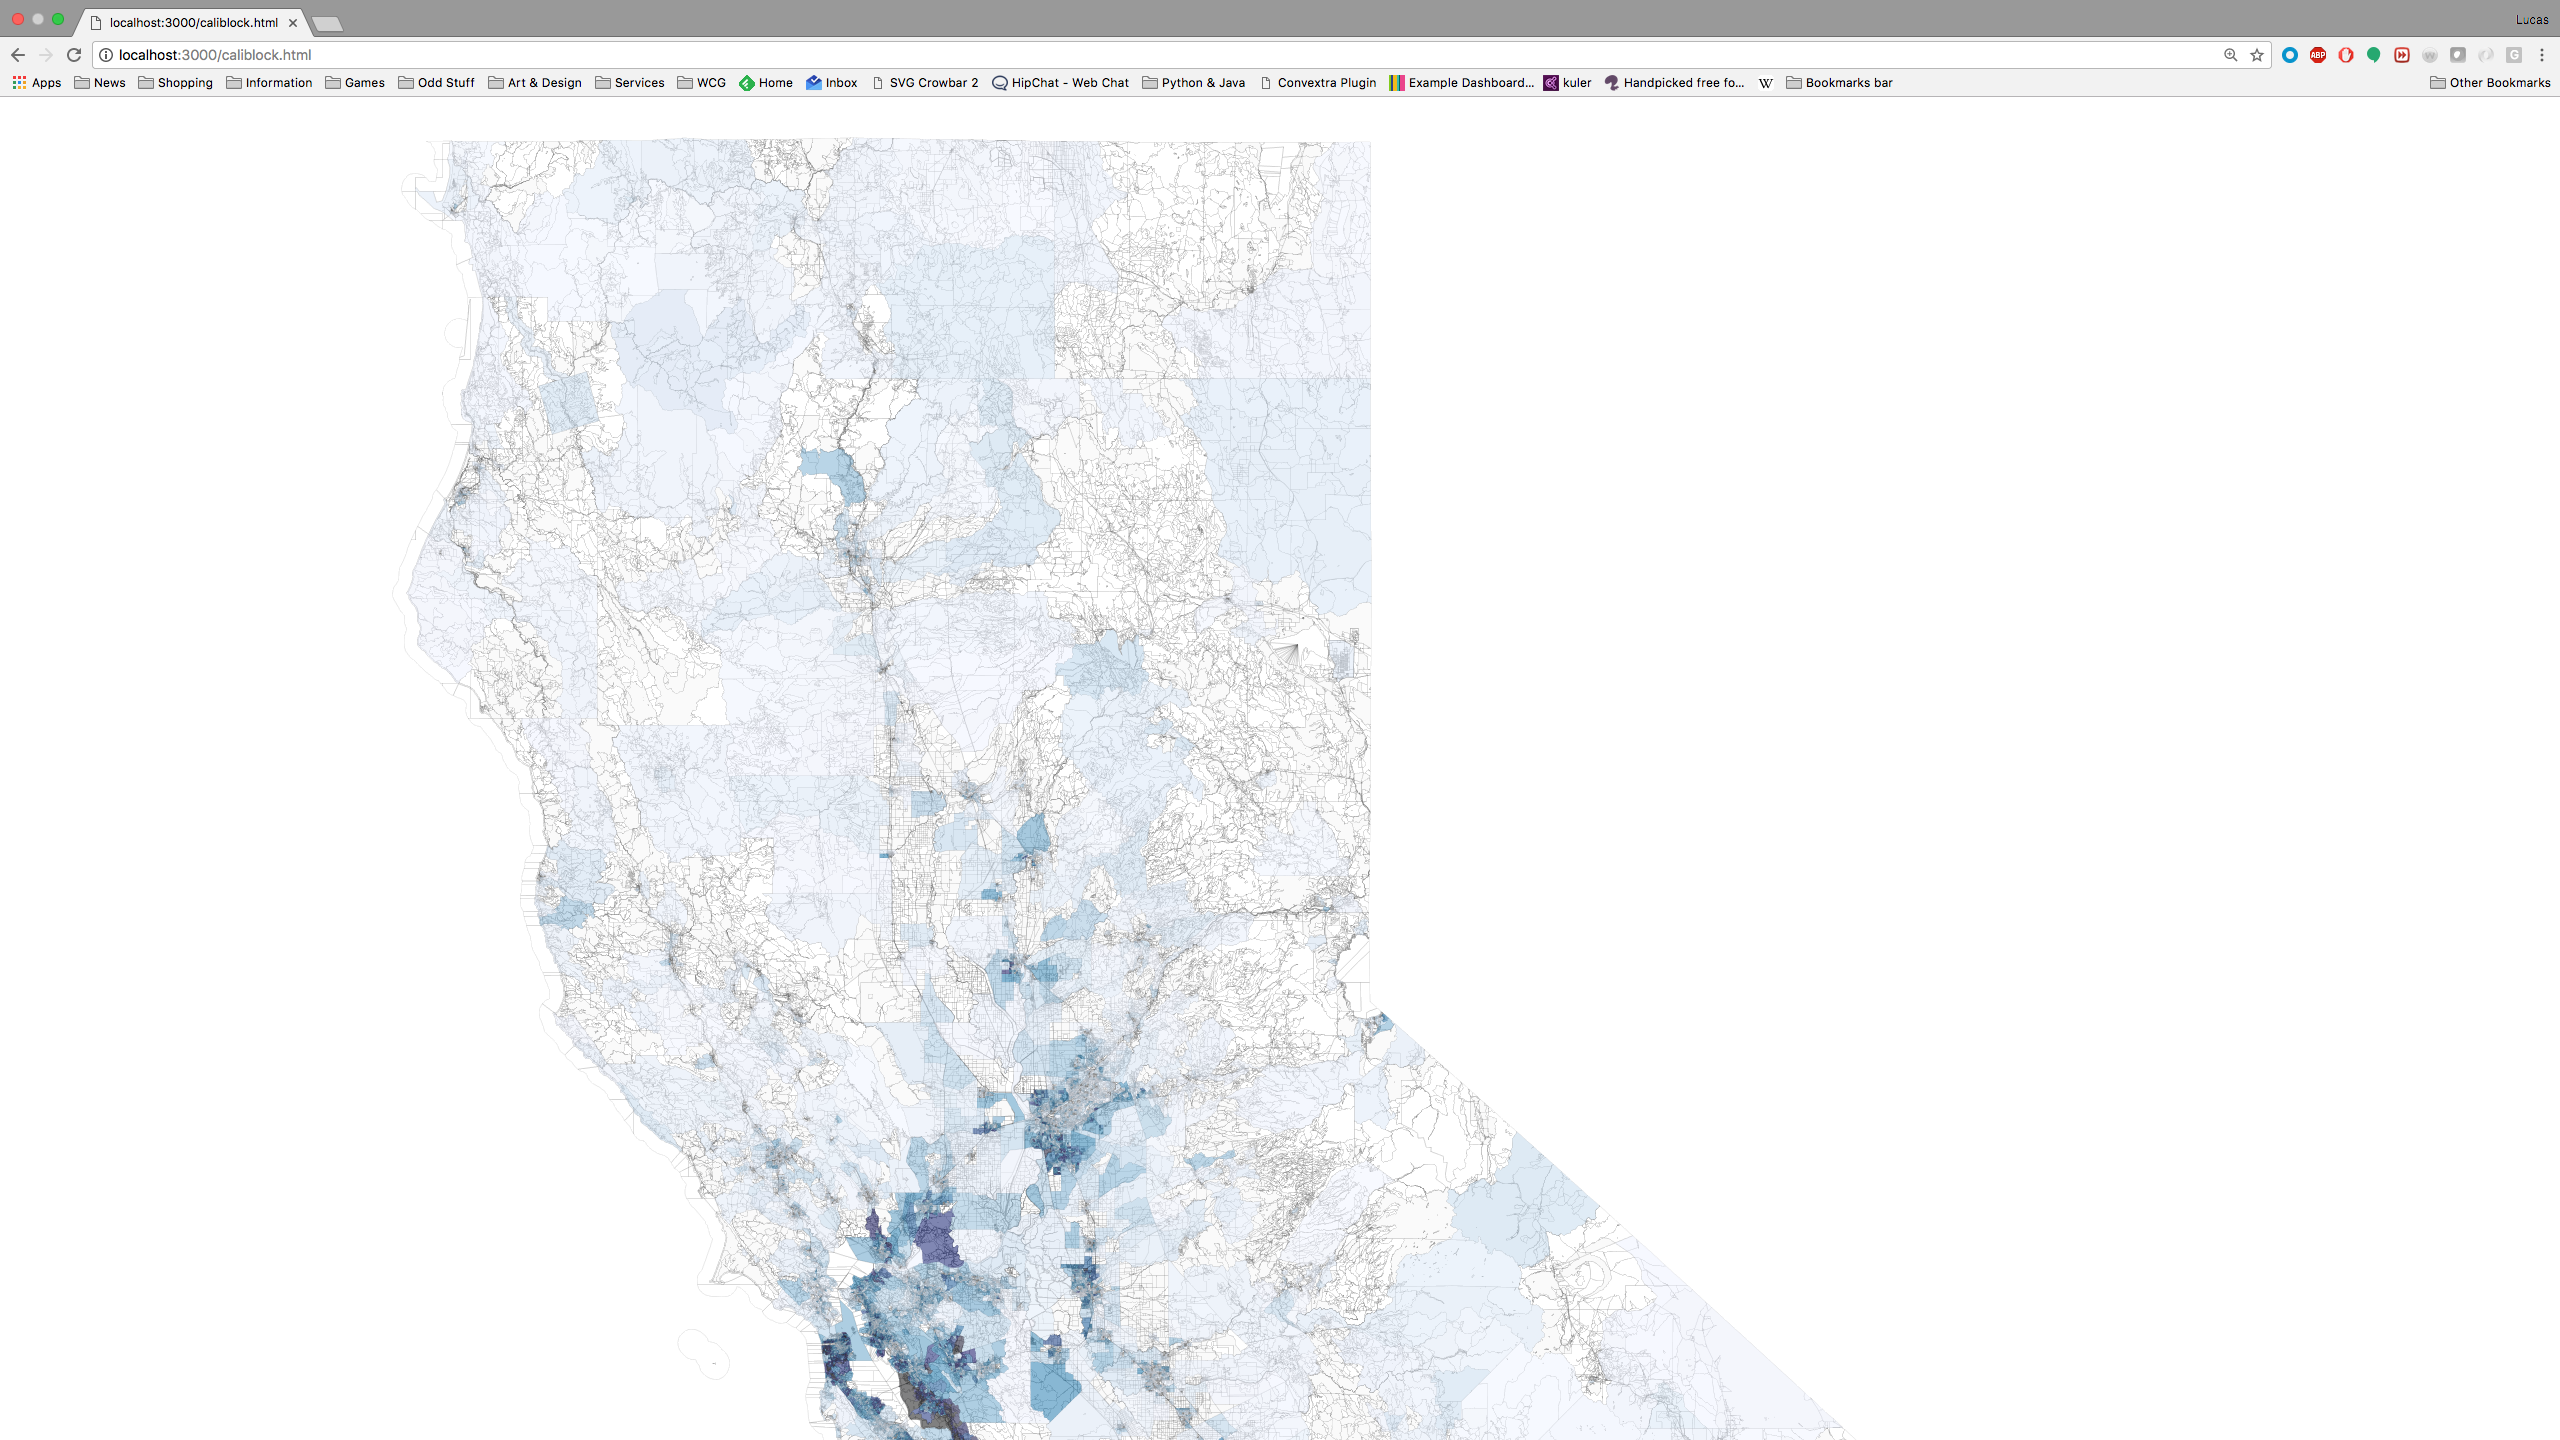 localhost:3000/caliblock.html
Lucas
localhost:3000/caliblock.html
ABP
W
G
Apps News Shopping Information Games Odd Stuff Art & Design Services WCG Home Inbox SVG Crowbar 2 HipChat - Web Chat Python & Java Convextra Plugin Example Dashboard... kuler Handpicked free fo... W Bookmarks bar Other Bookmarks